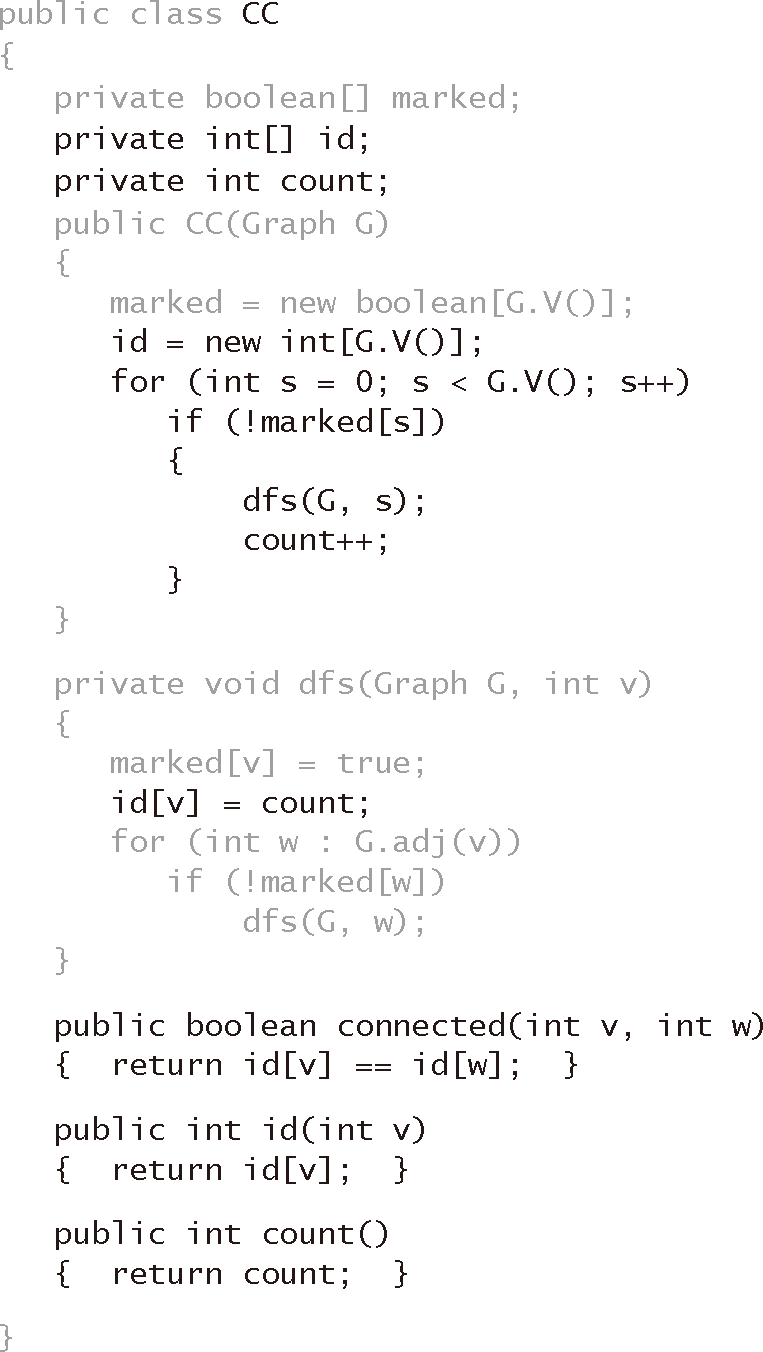 public class CC
{
   private boolean[] marked;
   private int[] id;
   private int count;
   public CC(Graph G)
   {
      marked = new boolean[G.V()];
      id = new int[G.V()];
      for (int s = 0; s < G.V(); s++)
         if (!marked[s])
         {
             dfs(G, s);
             count++;
         }
   }
   private void dfs(Graph G, int v)
   {
      marked[v] = true;
      id[v] = count;
      for (int w : G.adj(v))
         if (!marked[w])
             dfs(G, w);
   }
   public boolean connected(int v, int w)
   {  return id[v] == id[w];  }
   public int id(int v)
   {  return id[v];  }
   public int count()
   {  return count;  }
}